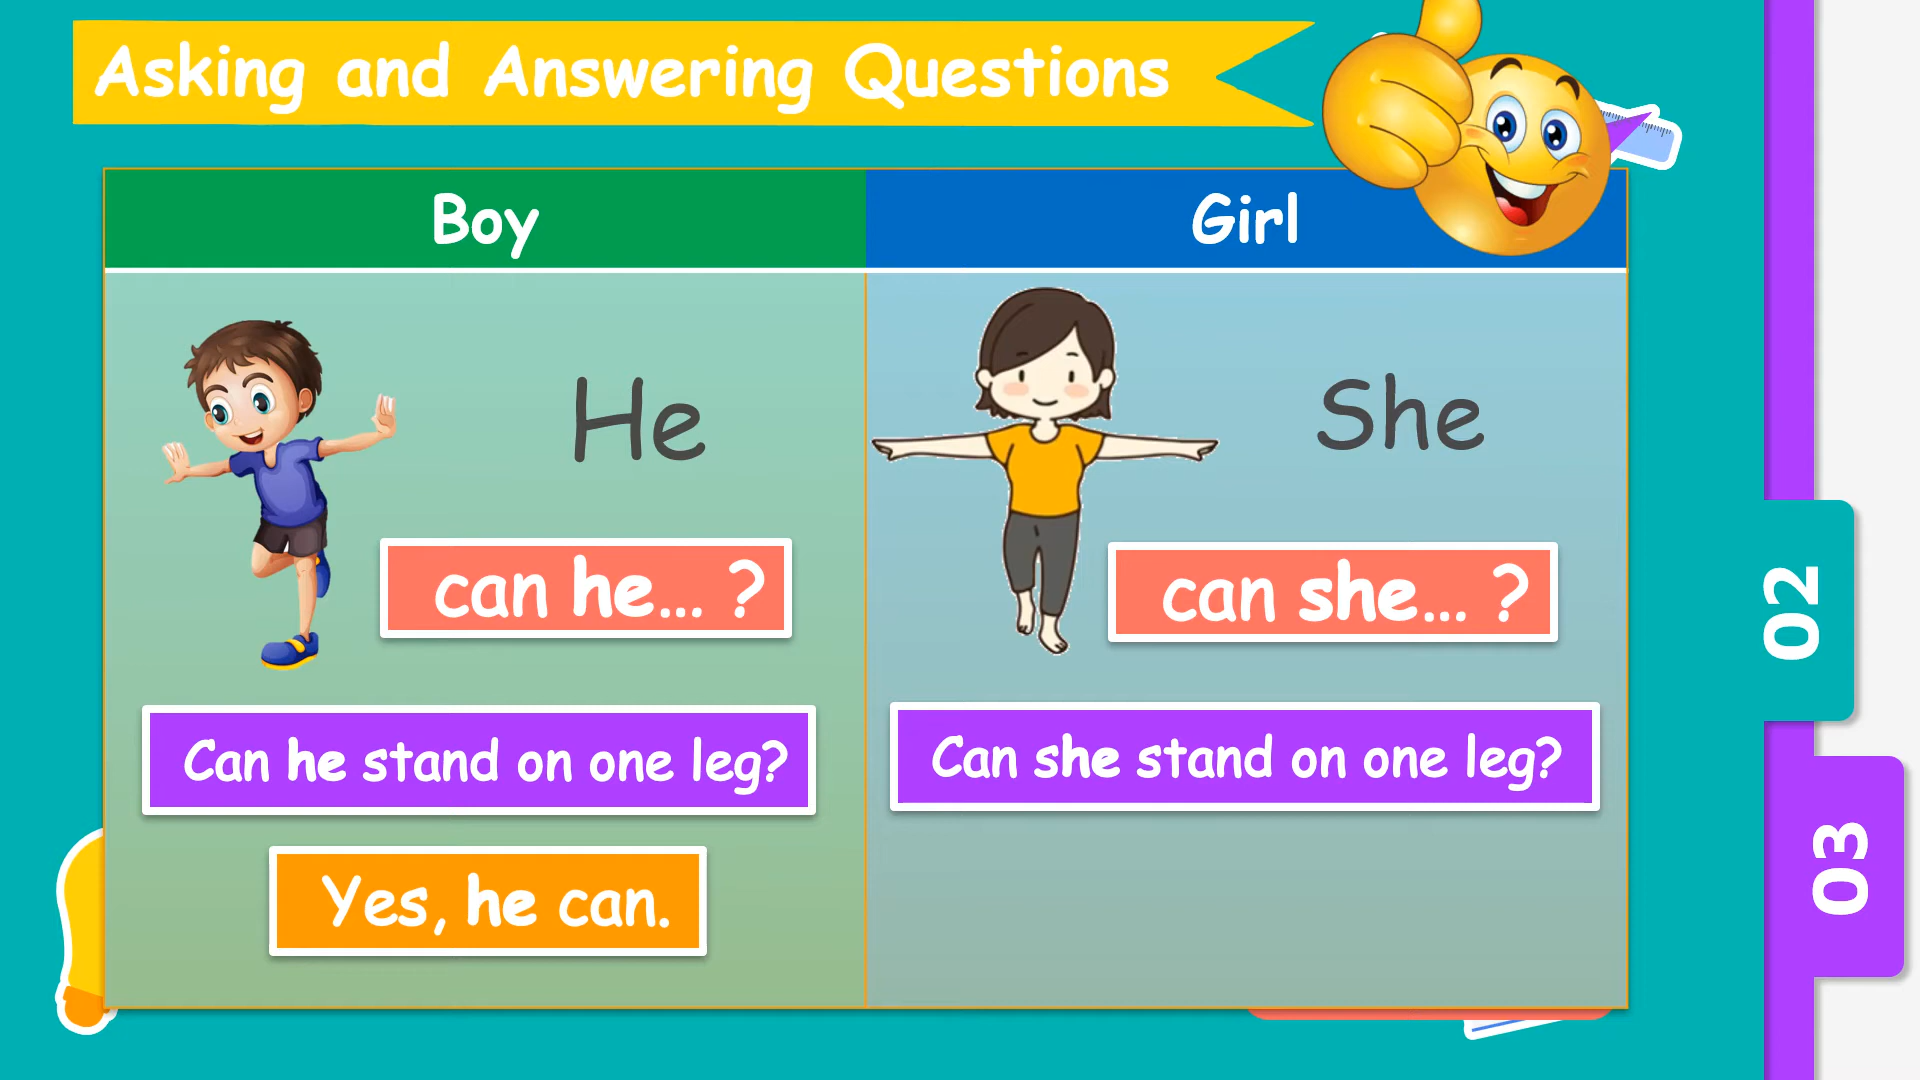 Asking and Answering Questions
Boy
Girl
He
She
can he... ?
can she... ?
Can he stand on one leg?
Can she stand on one leg?
Yes, he can.
02
03